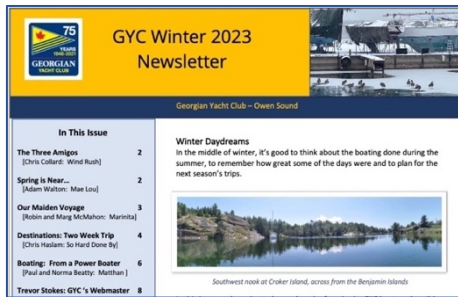 75
YEARS
1946-2021
GEORGIAN
YACHT CLUB
GYC Winter 2023
Newsletter
Georgian Yacht Club – Owen Sound
In This Issue
The Three Amigos 2
[Chris Collard: Wind Rush]
Spring is Near... 2
[Adam Walton: Mae Lou]
Our Maiden Voyage 3
[Robin and Marg McMahon: Marinita]
Destinations: Two Week Trip 4
[Chris Haslam: So Hard Done By]
Boating: From a Power Boater 6
[Paul and Norma Beatty: Matthan ]
Trevor Stokes: GYC 's Webmaster 8
Winter Daydreams
In the middle of winter, it's good to think about the boating done during the
summer, to remember how great some of the days were and to plan for the
next season's trips.
Southwest nook at Croker Island, across from the Benjamin Islands